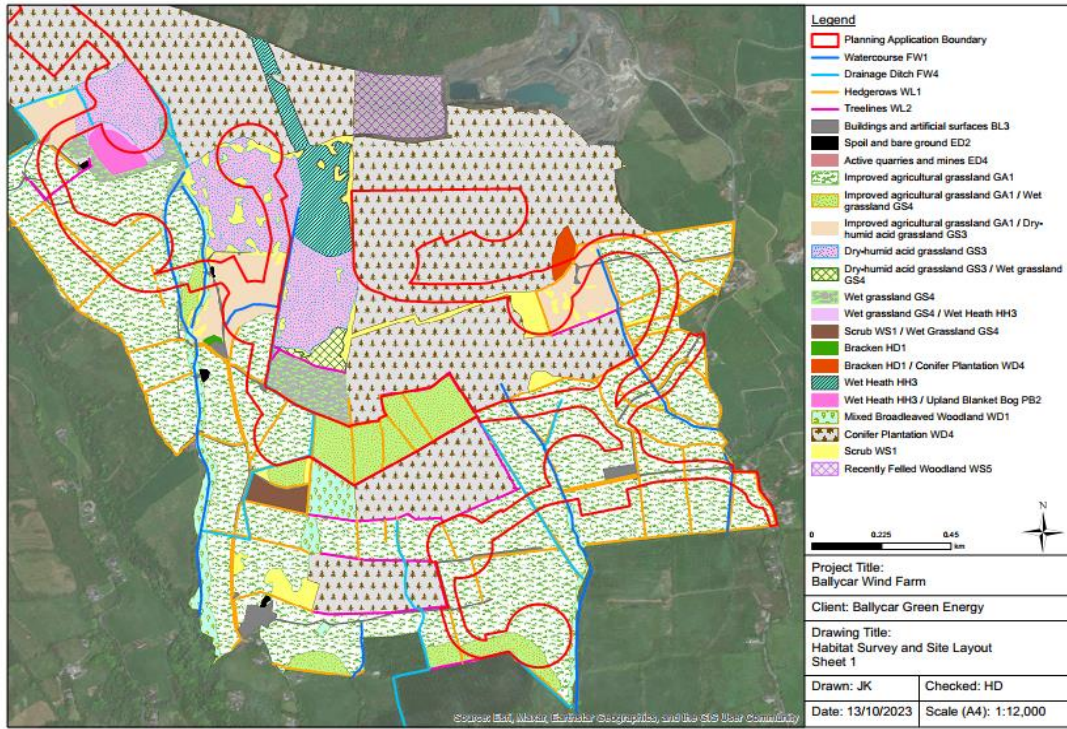 Legend
Planning Application Boundary
Watercourse FW1
Drainage Ditch FW4
Hedgerows WL1
Treelines WL2
Buildings and artificial surfaces BL3
Spoil and bare ground ED2
Active quarries and mines ED4
Improved agricultural grassland GA1
Improved agricultural grassland GA1 / Wet
grassland GS4
Improved agricultural grassland GA1 / Dry-
humid acid grassland GS3
Dry-humid acid grassland GS3
Dry-humid acid grassland GS3 / Wet grassland
GS4
Wet grassland GS4
Wet grassland GS4 / Wet Heath HH3
Scrub WS1 / Wet Grassland GS4
Bracken HD1
Bracken HD1 / Conifer Plantation WD4
Wet Heath HH3
Wet Heath HH3 / Upland Blanket Bog PB2
Mixed Broadleaved Woodland WD1
Conifer Plantation WD4
Scrub WS1
Recently Felled Woodland WS5
N
0 0.225 0.45
km
Project Title:
Ballycar Wind Farm
Client: Ballycar Green Energy
Drawing Title:
Habitat Survey and Site Layout
Sheet 1
Drawn: JK Checked: HD
Date: 13/10/2023 Scale (A4): 1:12,000
Source: Esri, Maxar, Earthstar Geographics, and the GIS User Community